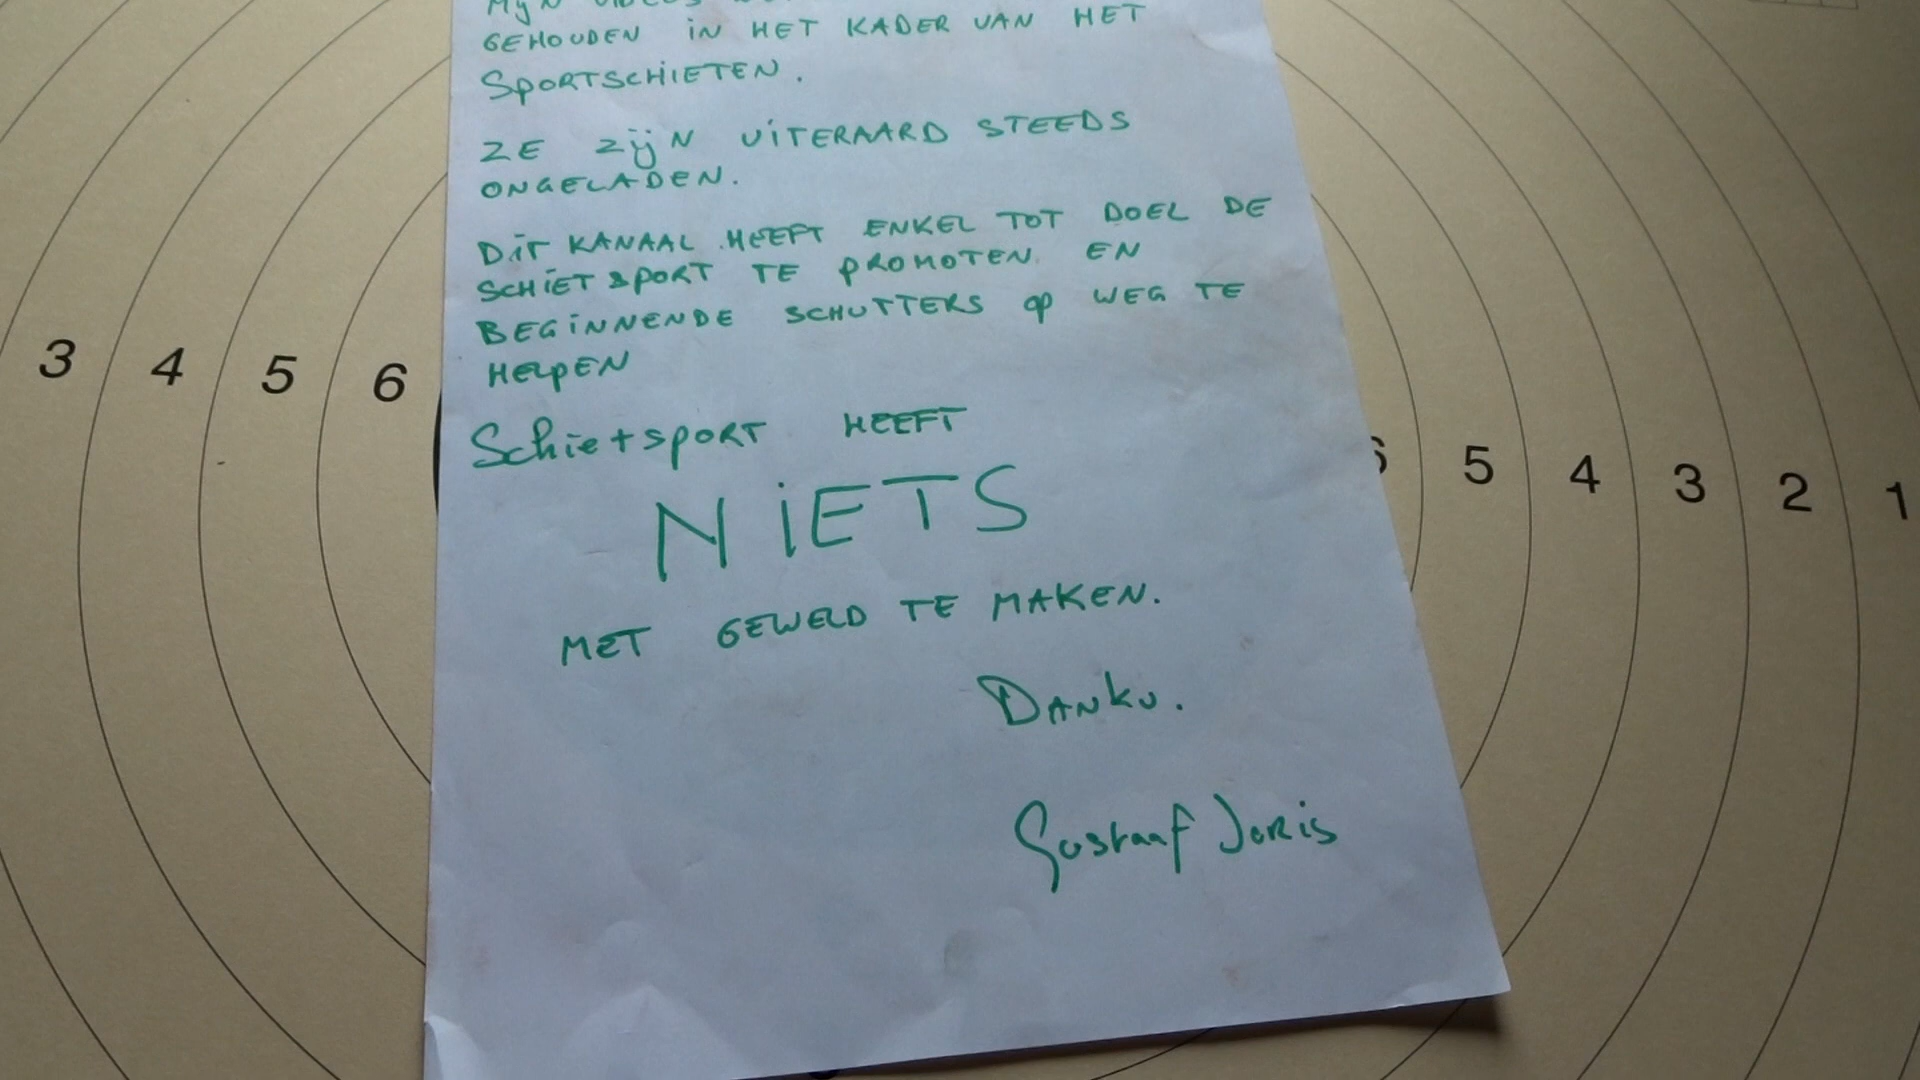 MIJN
GEHOUDEN IN HET KADER VAN HET
SPORTSCHIETEN.
ZE ZIJN UITERAARD STEEDS
ONGELADEN.
DIT KANAAL HEEFT ENKEL TOT DOEL DE
SCHIETSPORT TE PROMOTEN EN
BEGINNENDE SCHUTTERS OP WEG TE
HELPEN
Schietsport HEEFT
NIETS
MET GEWELD TE MAKEN.
DANKU.
Gustaaf Joris
3 4 5 6
5 4 3 2 1